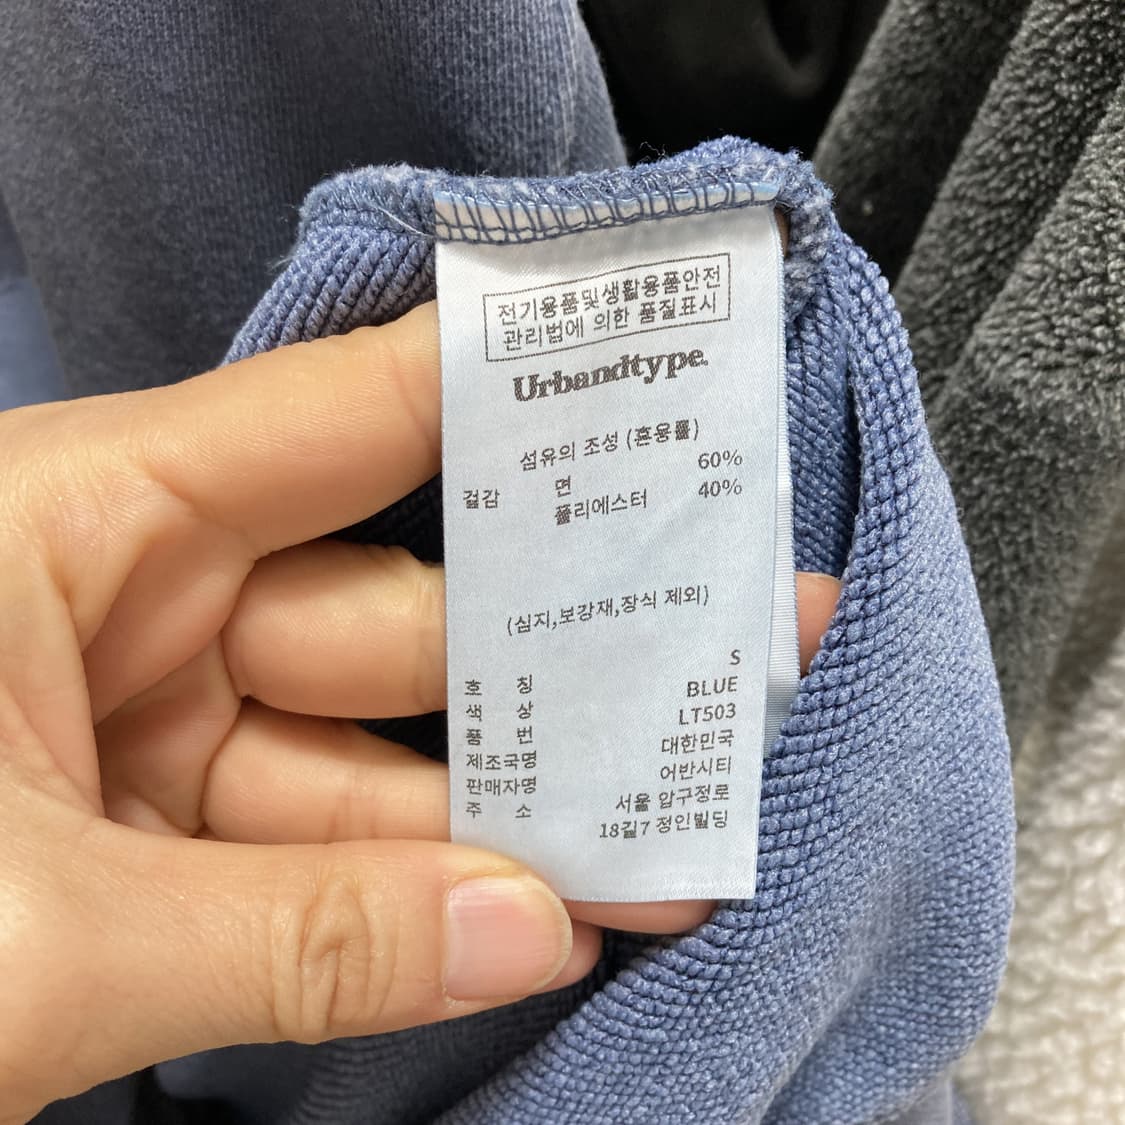 전기용품및생활용품안전
관리법에 의한 품질표시
Urbandtype.
섬유의 조성 (혼용률)
걸감 면 60%
폴리에스터 40%
(심지,보강재,장식 제외)
호 칭 S
색 상 BLUE
품 번 LT503
제조국명 대한민국
판매자명 어반시티
주 소 서울 압구정로
18길7 정인빌딩